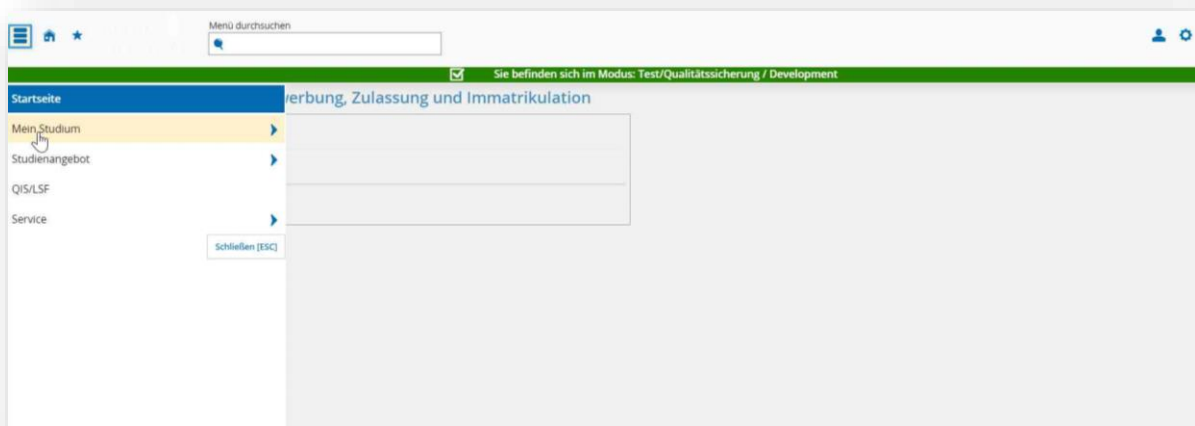 Menü durchsuchen
Sie befinden sich im Modus: Test/Qualitätssicherung / Development
Startseite
erbung, Zulassung und Immatrikulation
Mein Studium
Studienangebot
QIS/LSF
Service
Schließen [ESC]